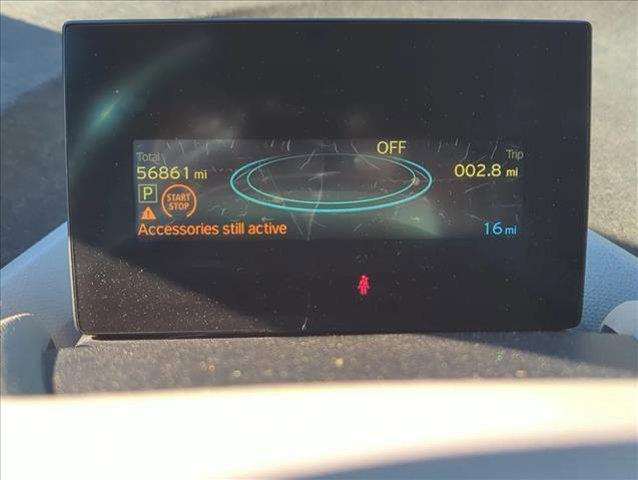 OFF
Total
Trip
56861 mi
002.8 mi
P
START
STOP
Accessories still active
16 mi